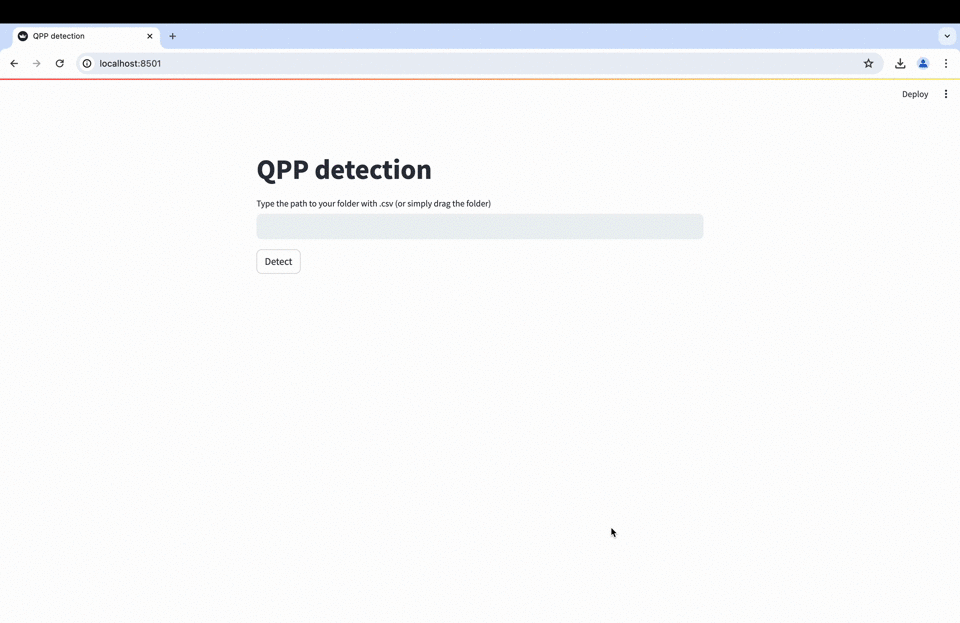 QPP detection
localhost:8501
Deploy
QPP detection
Type the path to your folder with .csv (or simply drag the folder)
Detect